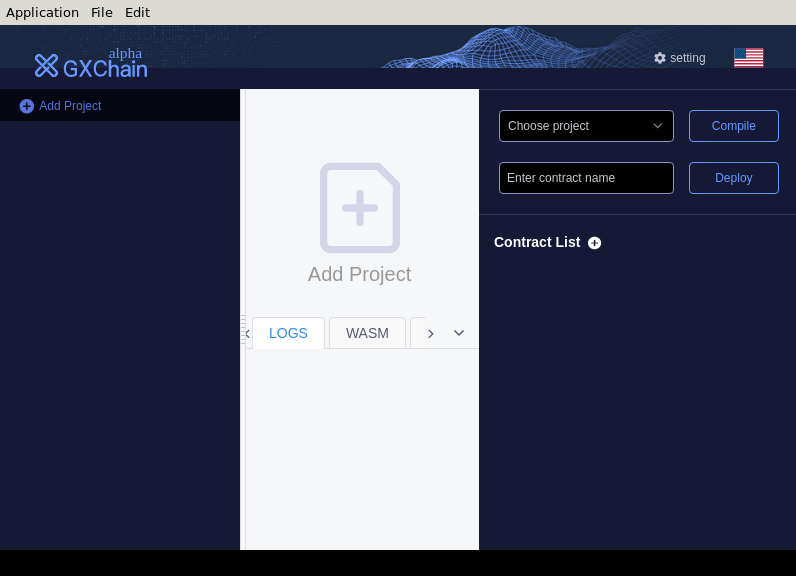 Application File Edit
alpha
GXChain
setting
Add Project
Choose project
Compile
Enter contract name
Deploy
Add Project
Contract List
LOGS WASM